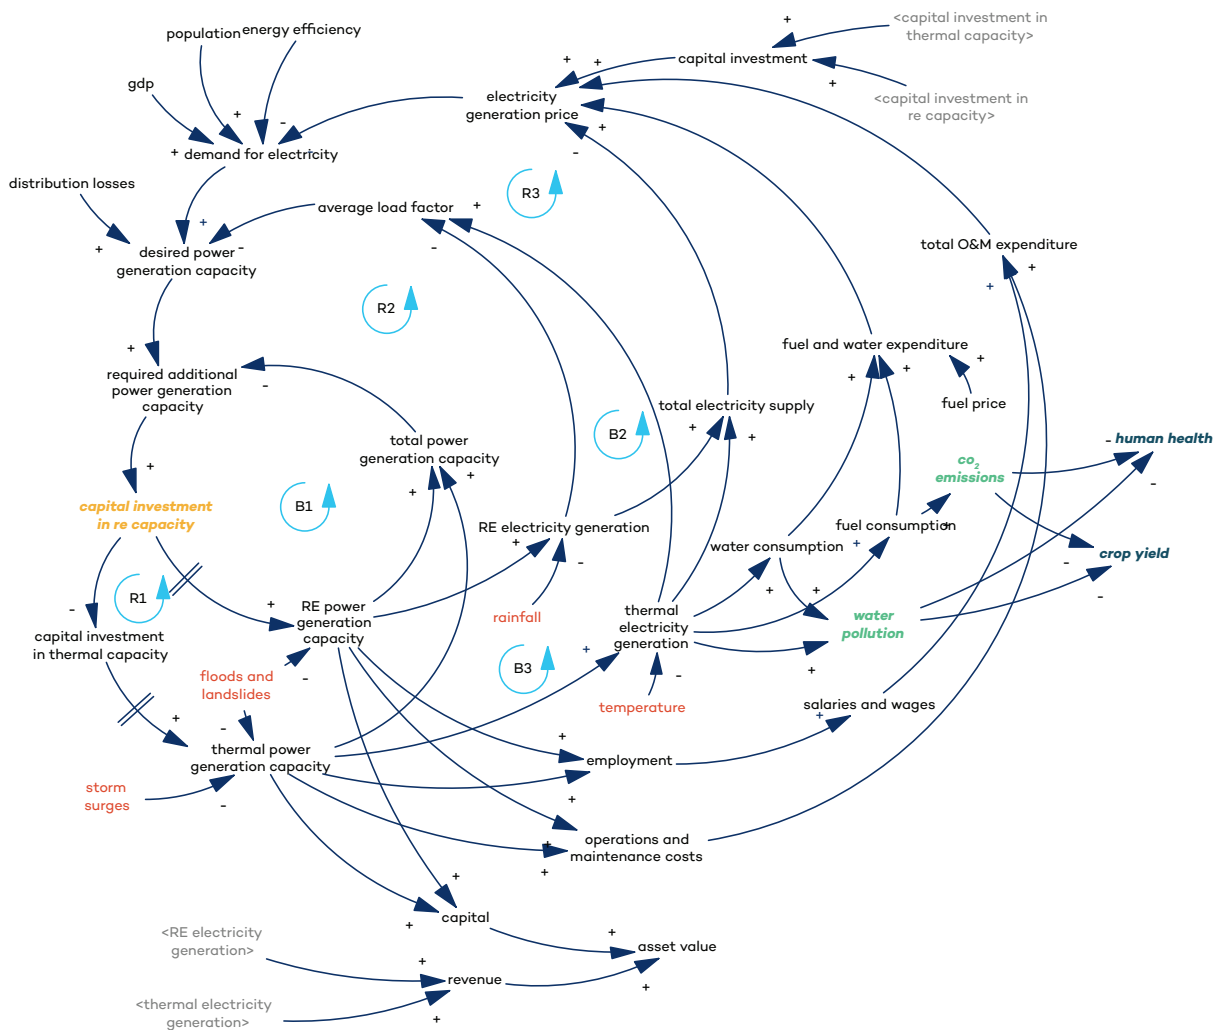 <capital investment in
thermal capacity>
population
energy efficiency
capital investment
gdp
electricity
generation price
<capital investment in
re capacity>
demand for electricity
distribution losses
average load factor
R3
desired power
generation capacity
total O&M expenditure
R2
fuel and water expenditure
required additional
power generation
capacity
total electricity supply
fuel price
total power
generation capacity
B2
human health
co2
emissions
capital investment
in re capacity
B1
RE electricity generation
fuel consumption
water consumption
crop yield
R1
RE power
generation
capacity
rainfall
thermal
electricity
generation
water
pollution
capital investment
in thermal capacity
B3
floods and
landslides
temperature
salaries and wages
thermal power
generation capacity
employment
storm
surges
operations and
maintenance costs
capital
<RE electricity
generation>
asset value
revenue
<thermal electricity
generation>